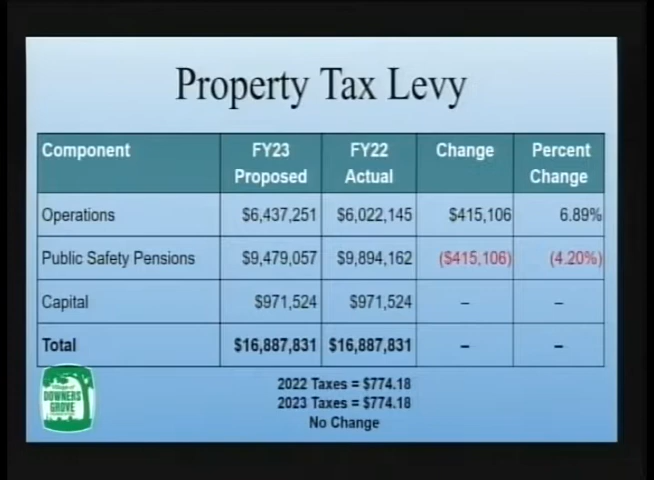 Property Tax Levy
Component FY23 Proposed FY22 Actual Change Percent Change
Operations $6,437,251 $6,022,145 $415,106 6.89%
Public Safety Pensions $9,479,057 $9,894,162 ($415,106) (4.20%)
Capital $971,524 $971,524 – –
Total $16,887,831 $16,887,831 – –
2022 Taxes = $774.18
2023 Taxes = $774.18
No Change
DOWNERS
GROVE